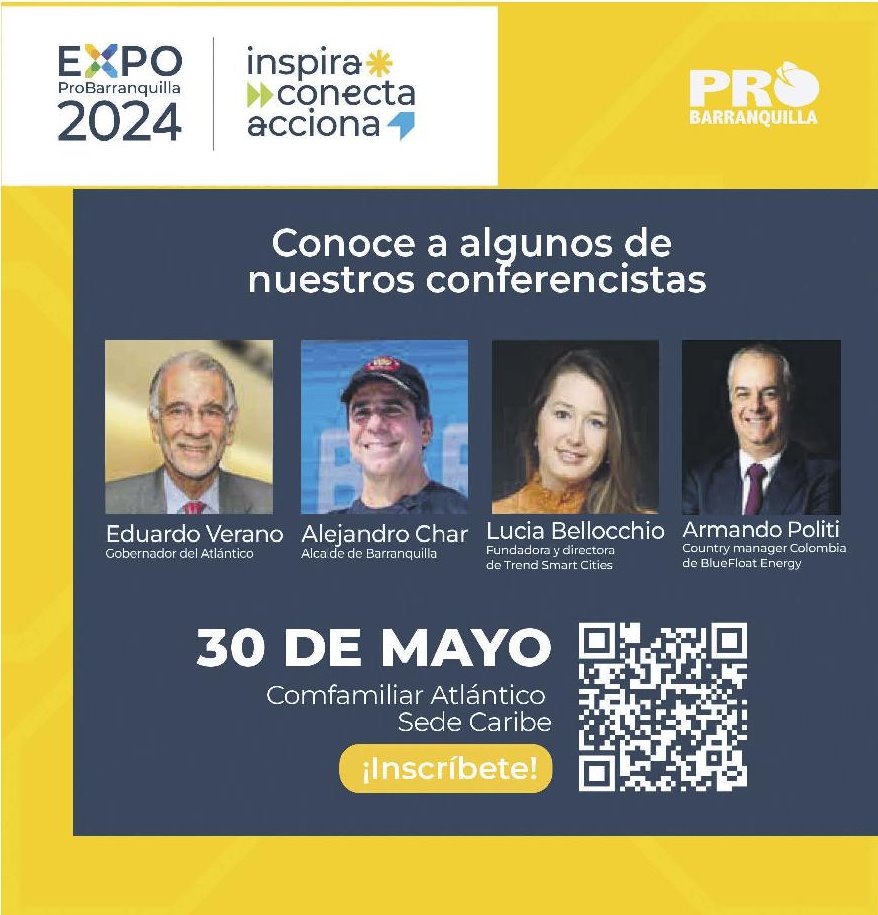 EXPO
ProBarranquilla
2024
inspira
conecta
acciona
PRO
BARRANQUILLA
Conoce a algunos de
nuestros conferencistas
Eduardo Verano
Gobernador del Atlántico
Alejandro Char
Alcalde de Barranquilla
Lucia Bellocchio
Fundadora y directora
de Trend Smart Cities
Armando Politi
Country manager Colombia
de BlueFloat Energy
30 DE MAYO
Comfamiliar Atlántico
Sede Caribe
¡Inscríbete!